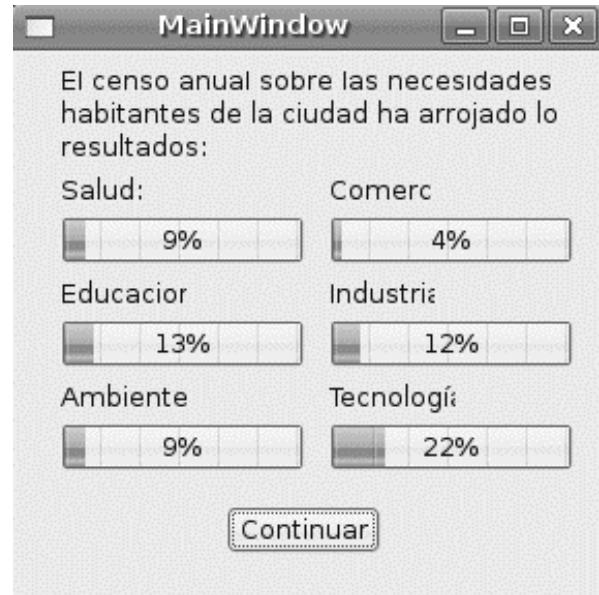 MainWindow
El censo anual sobre las necesidades
habitantes de la ciudad ha arrojado lo
resultados:
Salud: Comerc
9% 4%
Educacior Industria
13% 12%
Ambiente Tecnología
9% 22%
Continuar